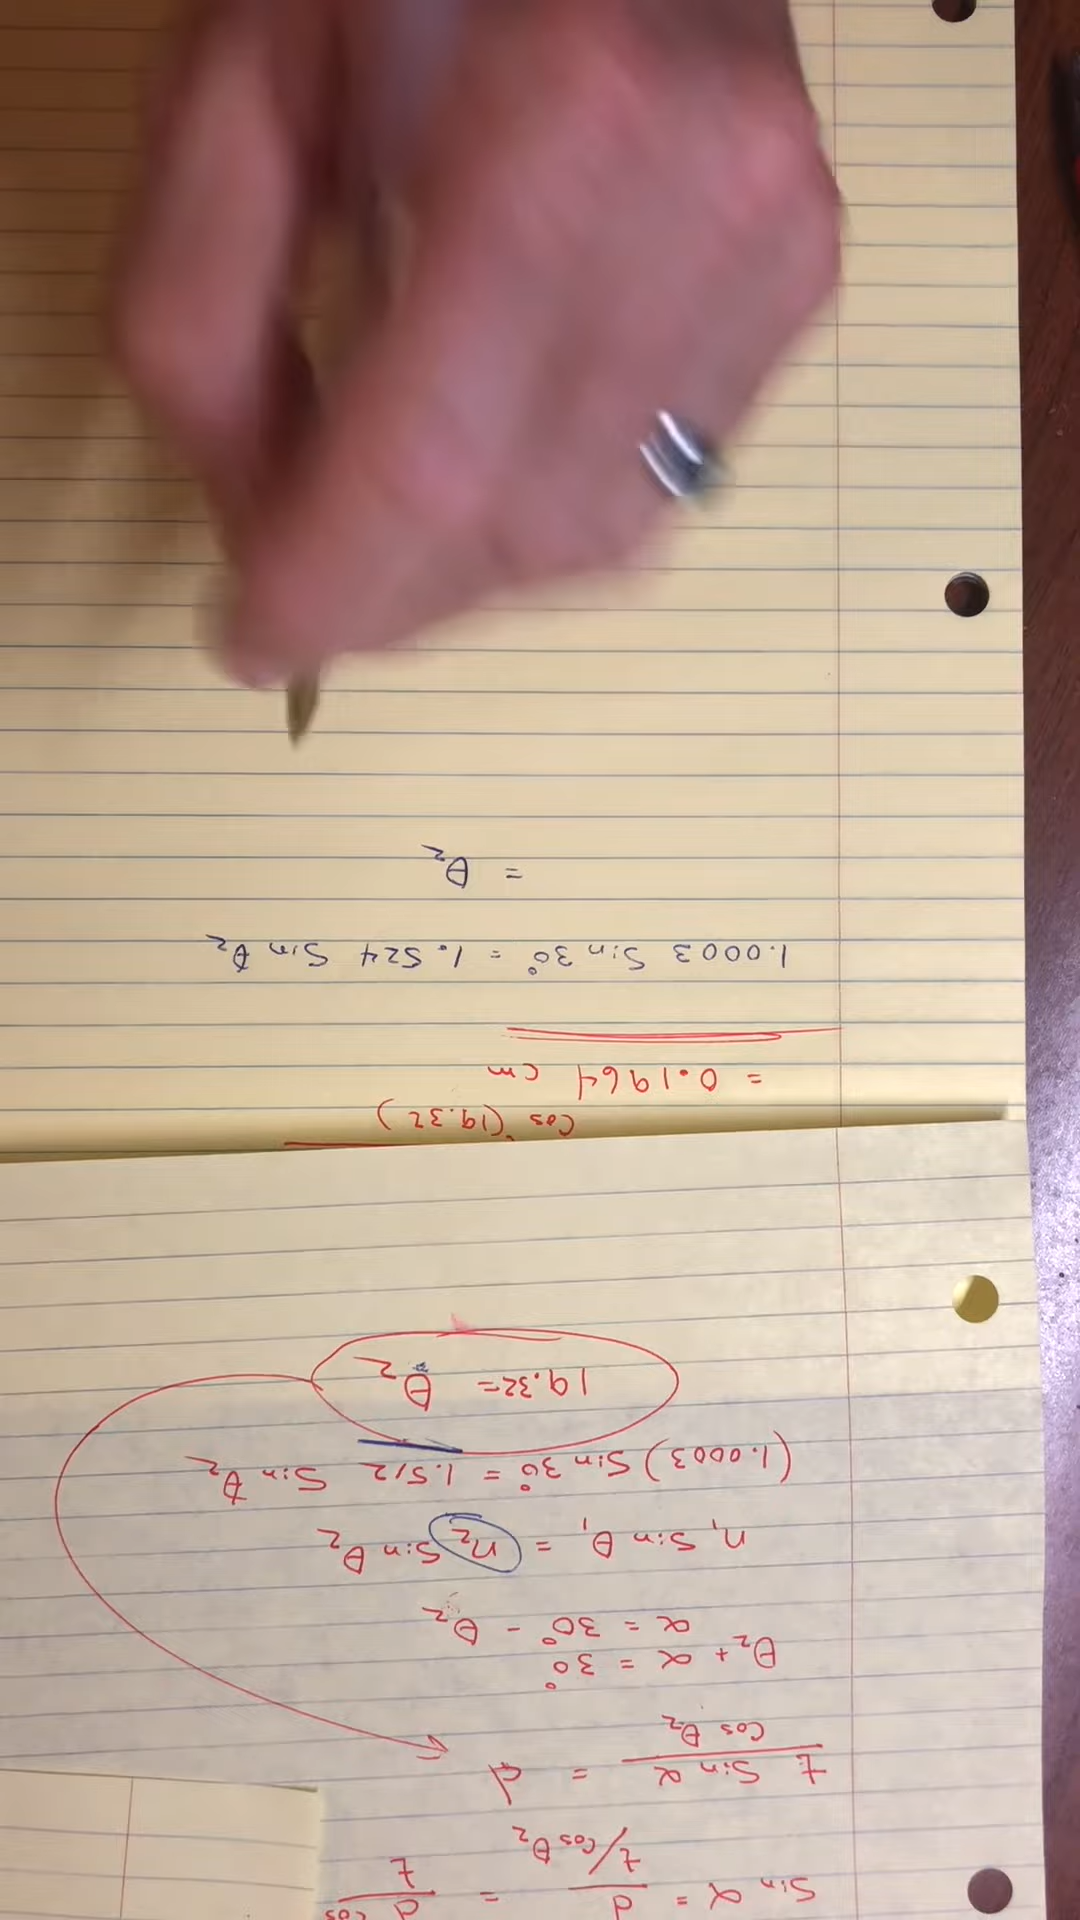 Sin α = d / t/cos θ₂ = d cos / t
t Sin α / cos θ₂ = d
θ₂ + α = 30°
α = 30° - θ₂
n₁ Sin θ₁ = n₂ Sin θ₂
(1.0003) Sin 30° = 1.512 Sin θ₂
19.32 = θ₂
cos (19.32)
= 0.1964 cm
1.0003 Sin 30° = 1.524 Sin θ₂
= θ₂